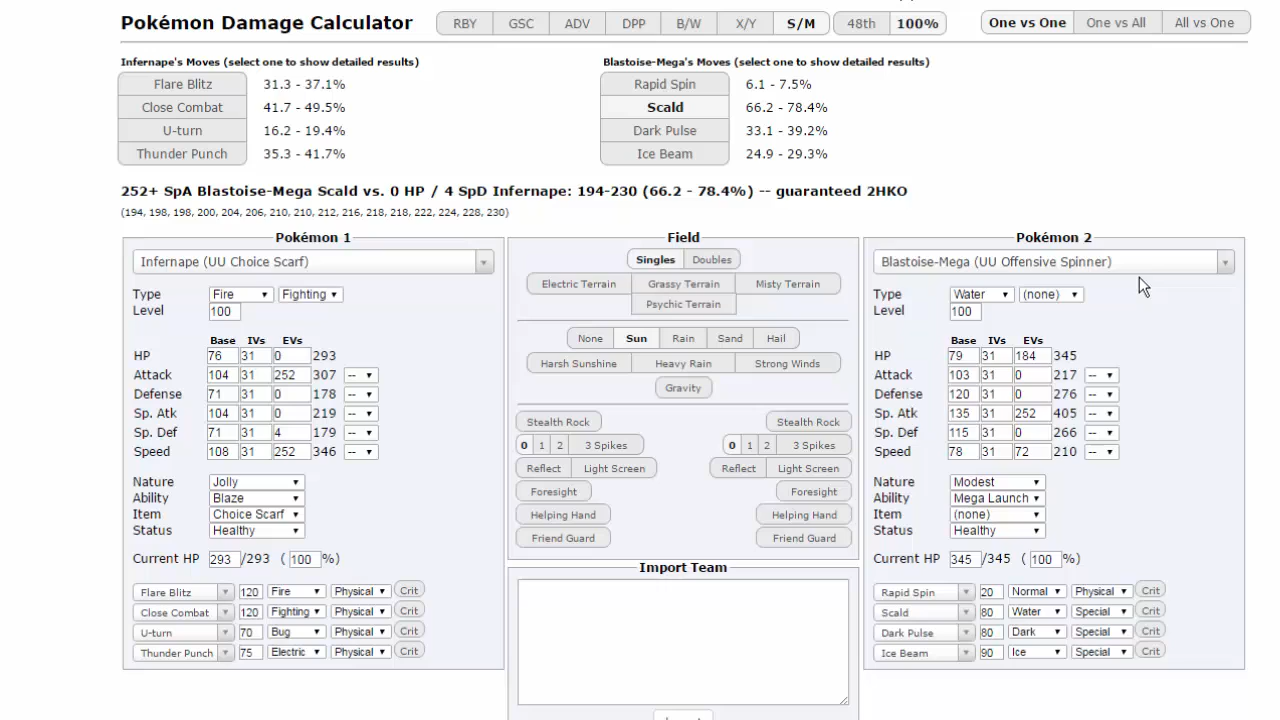 Pokémon Damage Calculator RBY GSC ADV DPP B/W X/Y S/M 48th 100% One vs One One vs All All vs One
Infernape's Moves (select one to show detailed results) Blastoise-Mega's Moves (select one to show detailed results)
Flare Blitz 31.3 - 37.1% Rapid Spin 6.1 - 7.5%
Close Combat 41.7 - 49.5% Scald 66.2 - 78.4%
U-turn 16.2 - 19.4% Dark Pulse 33.1 - 39.2%
Thunder Punch 35.3 - 41.7% Ice Beam 24.9 - 29.3%
252+ SpA Blastoise-Mega Scald vs. 0 HP / 4 SpD Infernape: 194-230 (66.2 - 78.4%) -- guaranteed 2HKO
(194, 198, 198, 200, 204, 206, 210, 210, 212, 216, 218, 218, 222, 224, 228, 230)
Pokémon 1
Infernape (UU Choice Scarf)
Type Fire Fighting
Level 100
Base IVs EVs
HP 76 31 0 293
Attack 104 31 252 307 --
Defense 71 31 0 178 --
Sp. Atk 104 31 0 219 --
Sp. Def 71 31 4 179 --
Speed 108 31 252 346 --
Nature Jolly
Ability Blaze
Item Choice Scarf
Status Healthy
Current HP 293 /293 ( 100 %)
Flare Blitz 120 Fire Physical Crit
Close Combat 120 Fighting Physical Crit
U-turn 70 Bug Physical Crit
Thunder Punch 75 Electric Physical Crit
Field
Singles Doubles
Electric Terrain Grassy Terrain Misty Terrain
Psychic Terrain
None Sun Rain Sand Hail
Harsh Sunshine Heavy Rain Strong Winds
Gravity
Stealth Rock Stealth Rock
0 1 2 3 Spikes 0 1 2 3 Spikes
Reflect Light Screen Reflect Light Screen
Foresight Foresight
Helping Hand Helping Hand
Friend Guard Friend Guard
Import Team
Pokémon 2
Blastoise-Mega (UU Offensive Spinner)
Type Water (none)
Level 100
Base IVs EVs
HP 79 31 184 345
Attack 103 31 0 217 --
Defense 120 31 0 276 --
Sp. Atk 135 31 252 405 --
Sp. Def 115 31 0 266 --
Speed 78 31 72 210 --
Nature Modest
Ability Mega Launch
Item (none)
Status Healthy
Current HP 345 /345 ( 100 %)
Rapid Spin 20 Normal Physical Crit
Scald 80 Water Special Crit
Dark Pulse 80 Dark Special Crit
Ice Beam 90 Ice Special Crit